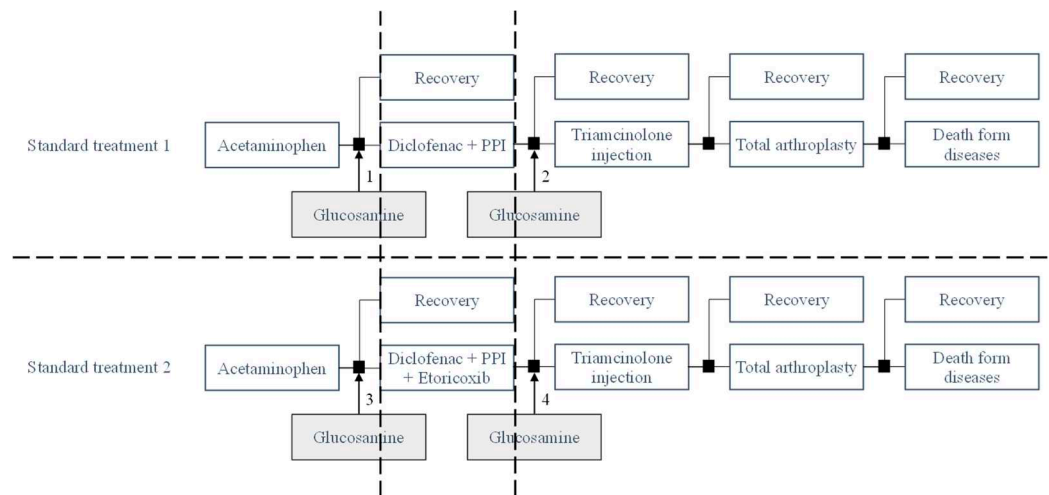 Recovery
Recovery
Recovery
Recovery
Standard treatment 1
Acetaminophen
Diclofenac + PPI
Triamcinolone
injection
Total arthroplasty
Death form
diseases
1
2
Glucosamine
Glucosamine
Recovery
Recovery
Recovery
Recovery
Standard treatment 2
Acetaminophen
Diclofenac + PPI
+ Etoricoxib
Triamcinolone
injection
Total arthroplasty
Death form
diseases
3
4
Glucosamine
Glucosamine